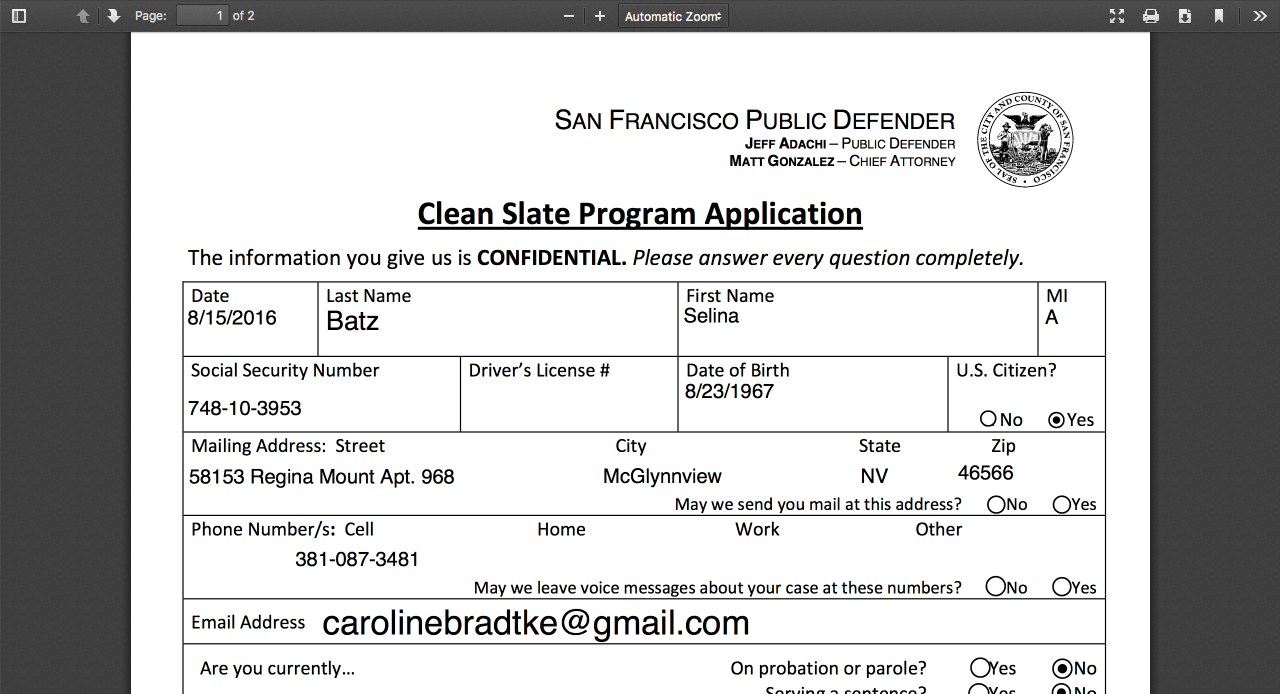 Page: 1 of 2 Automatic Zoom
SAN FRANCISCO PUBLIC DEFENDER
JEFF ADACHI – PUBLIC DEFENDER
MATT GONZALEZ – CHIEF ATTORNEY
SEAL OF THE CITY AND COUNTY OF SAN FRANCISCO
Clean Slate Program Application
The information you give us is CONFIDENTIAL. Please answer every question completely.
Date Last Name First Name MI
8/15/2016 Batz Selina A
Social Security Number Driver’s License # Date of Birth U.S. Citizen?
8/23/1967
748-10-3953
No Yes
Mailing Address: Street City State Zip
58153 Regina Mount Apt. 968 McGlynnview NV 46566
May we send you mail at this address? No Yes
Phone Number/s: Cell Home Work Other
381-087-3481
May we leave voice messages about your case at these numbers? No Yes
Email Address carolinebradtke@gmail.com
Are you currently… On probation or parole? Yes No
Serving a sentence? Yes No